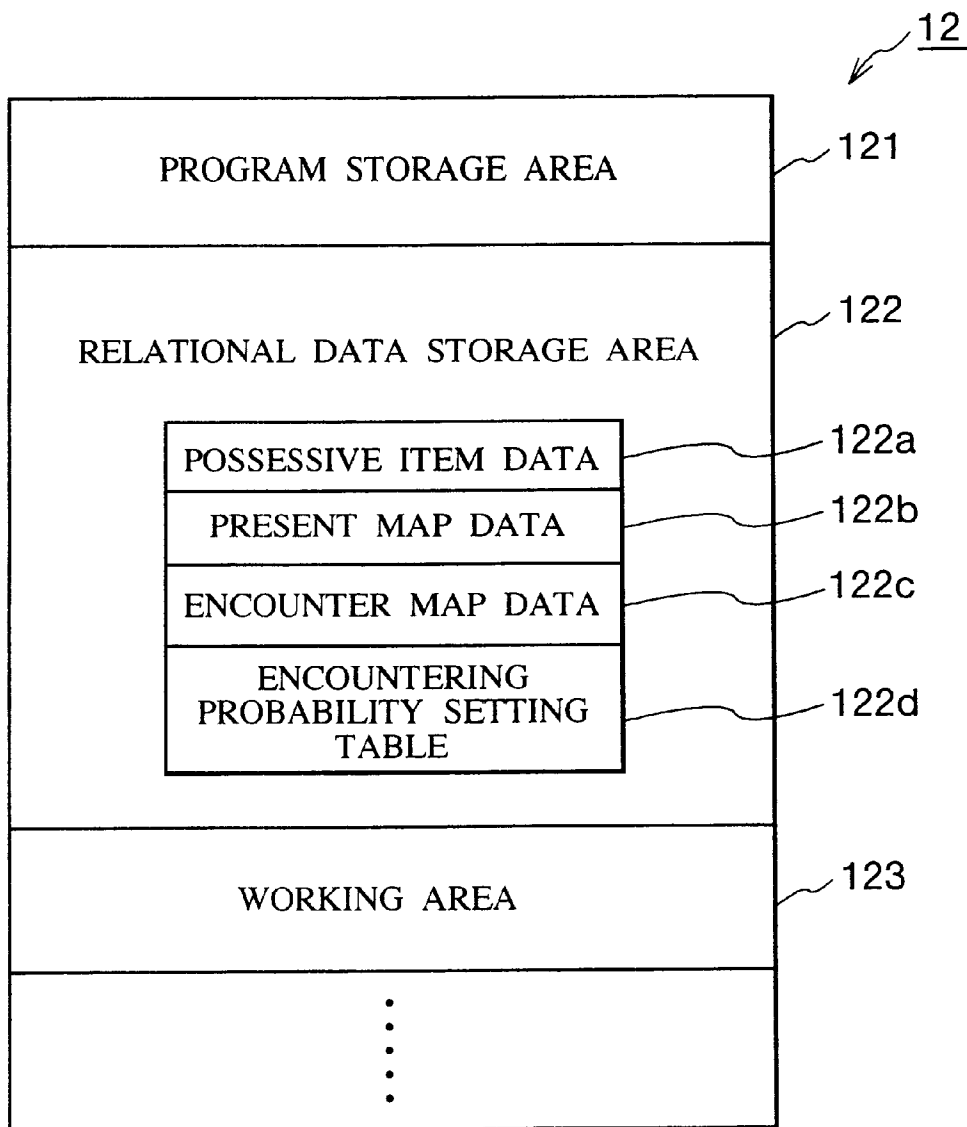 12
PROGRAM STORAGE AREA
121
RELATIONAL DATA STORAGE AREA
122
POSSESSIVE ITEM DATA
122a
PRESENT MAP DATA
122b
ENCOUNTER MAP DATA
122c
ENCOUNTERING
PROBABILITY SETTING
TABLE
122d
WORKING AREA
123